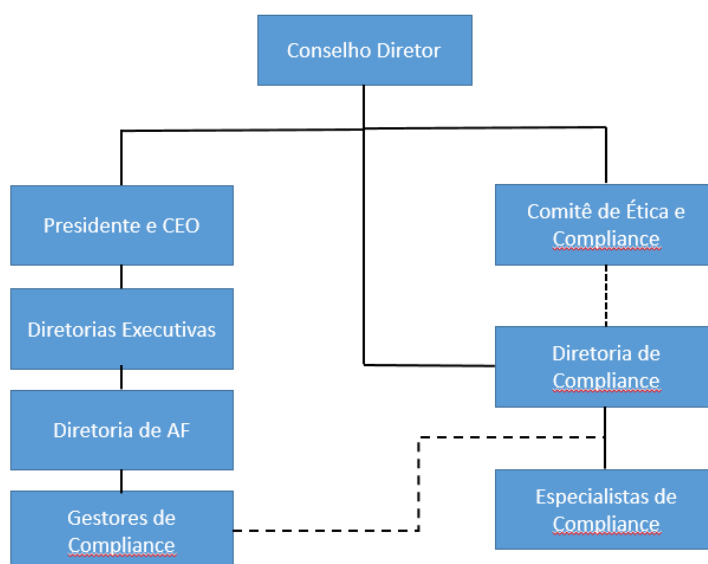 Conselho Diretor
Presidente e CEO
Comitê de Ética e
Compliance
Diretorias Executivas
Diretoria de
Compliance
Diretoria de AF
Gestores de
Compliance
Especialistas de
Compliance